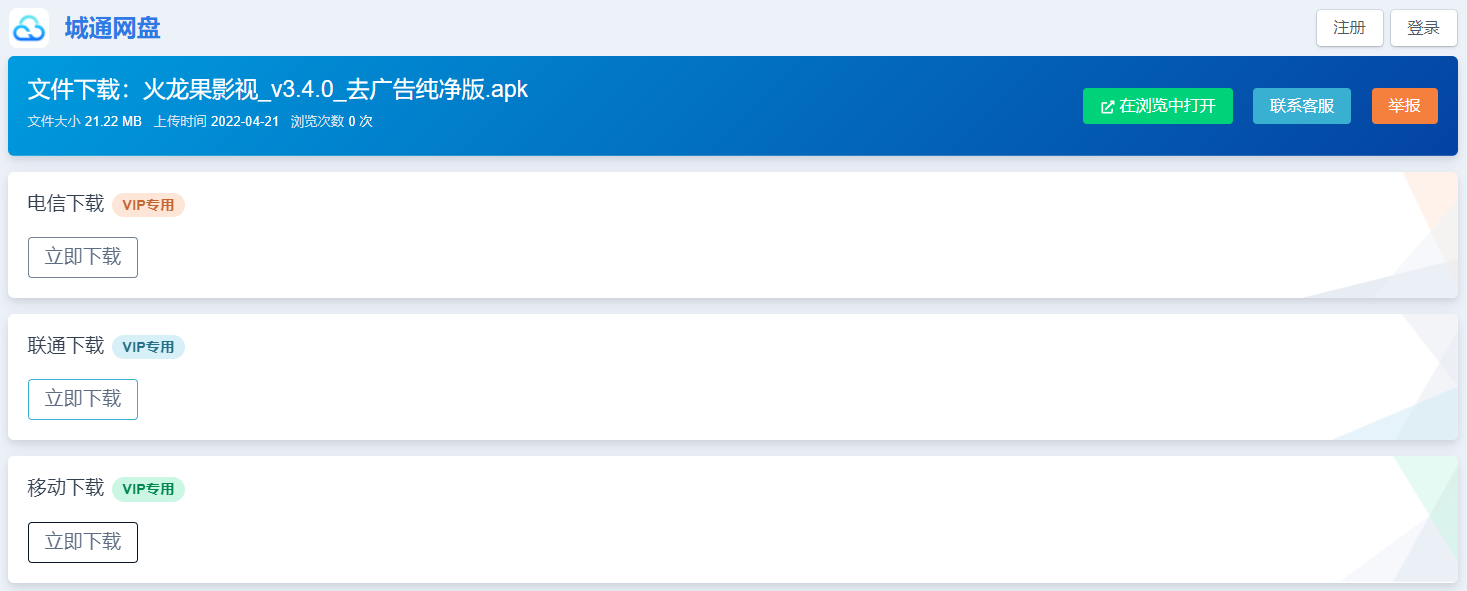 城通网盘
注册 登录
文件下载：火龙果影视_v3.4.0_去广告纯净版.apk
文件大小 21.22 MB 上传时间 2022-04-21 浏览次数 0 次
在浏览中打开 联系客服 举报
电信下载 VIP专用
立即下载
联通下载 VIP专用
立即下载
移动下载 VIP专用
立即下载